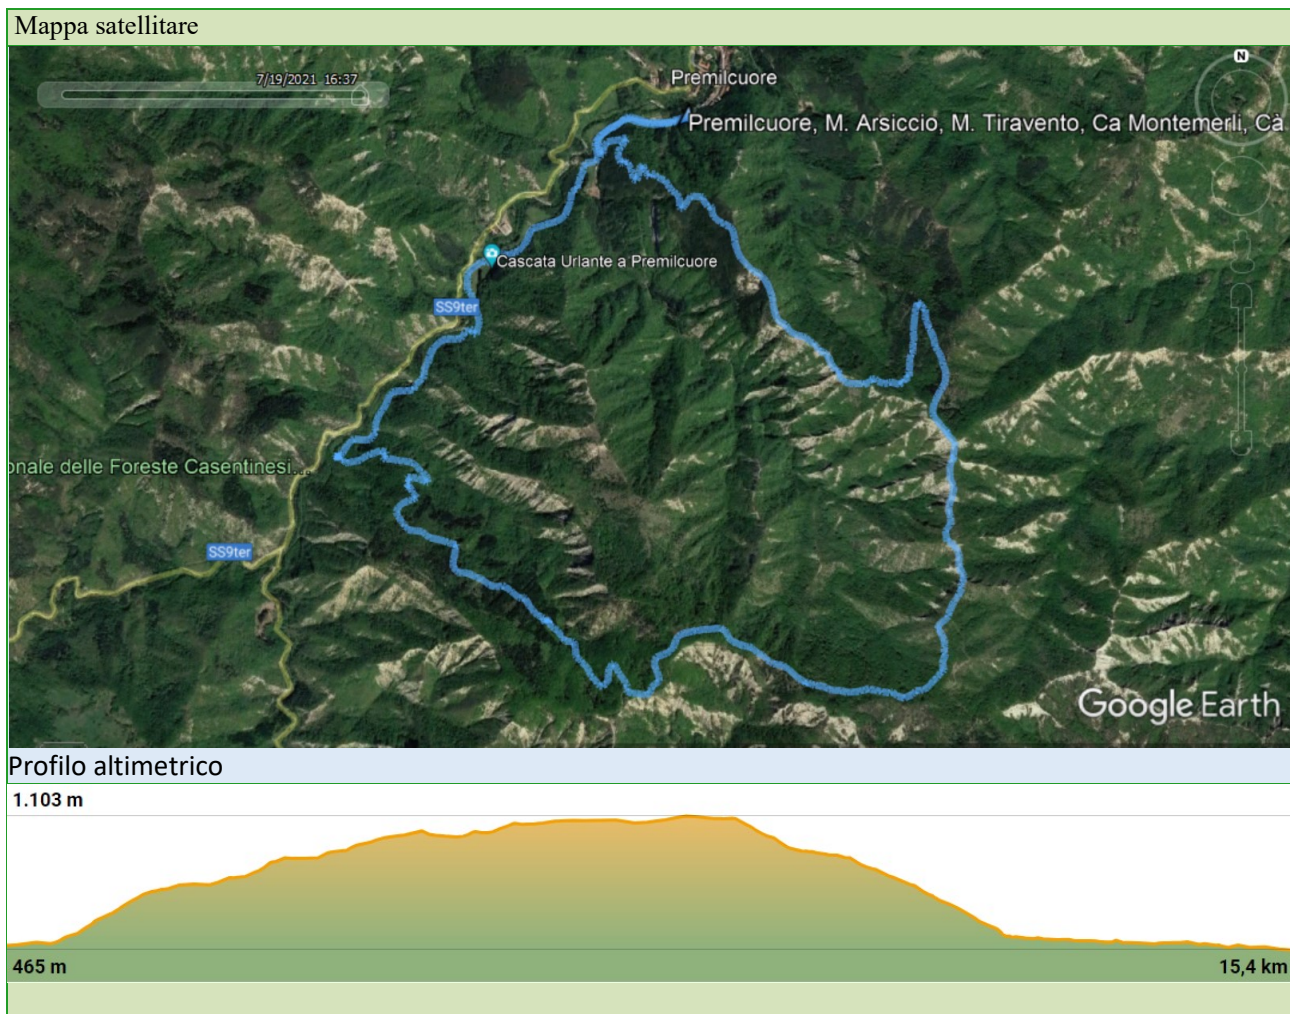 Mappa satellitare
7/19/2021 16:37
N
Premilcuore
Premilcuore, M. Arsiccio, M. Tiravento, Ca Montemerli, Cà
Cascata Urlante a Premilcuore
SS9ter
onale delle Foreste Casentinesi...
SS9ter
Google Earth
Profilo altimetrico
1.103 m
465 m
15,4 km